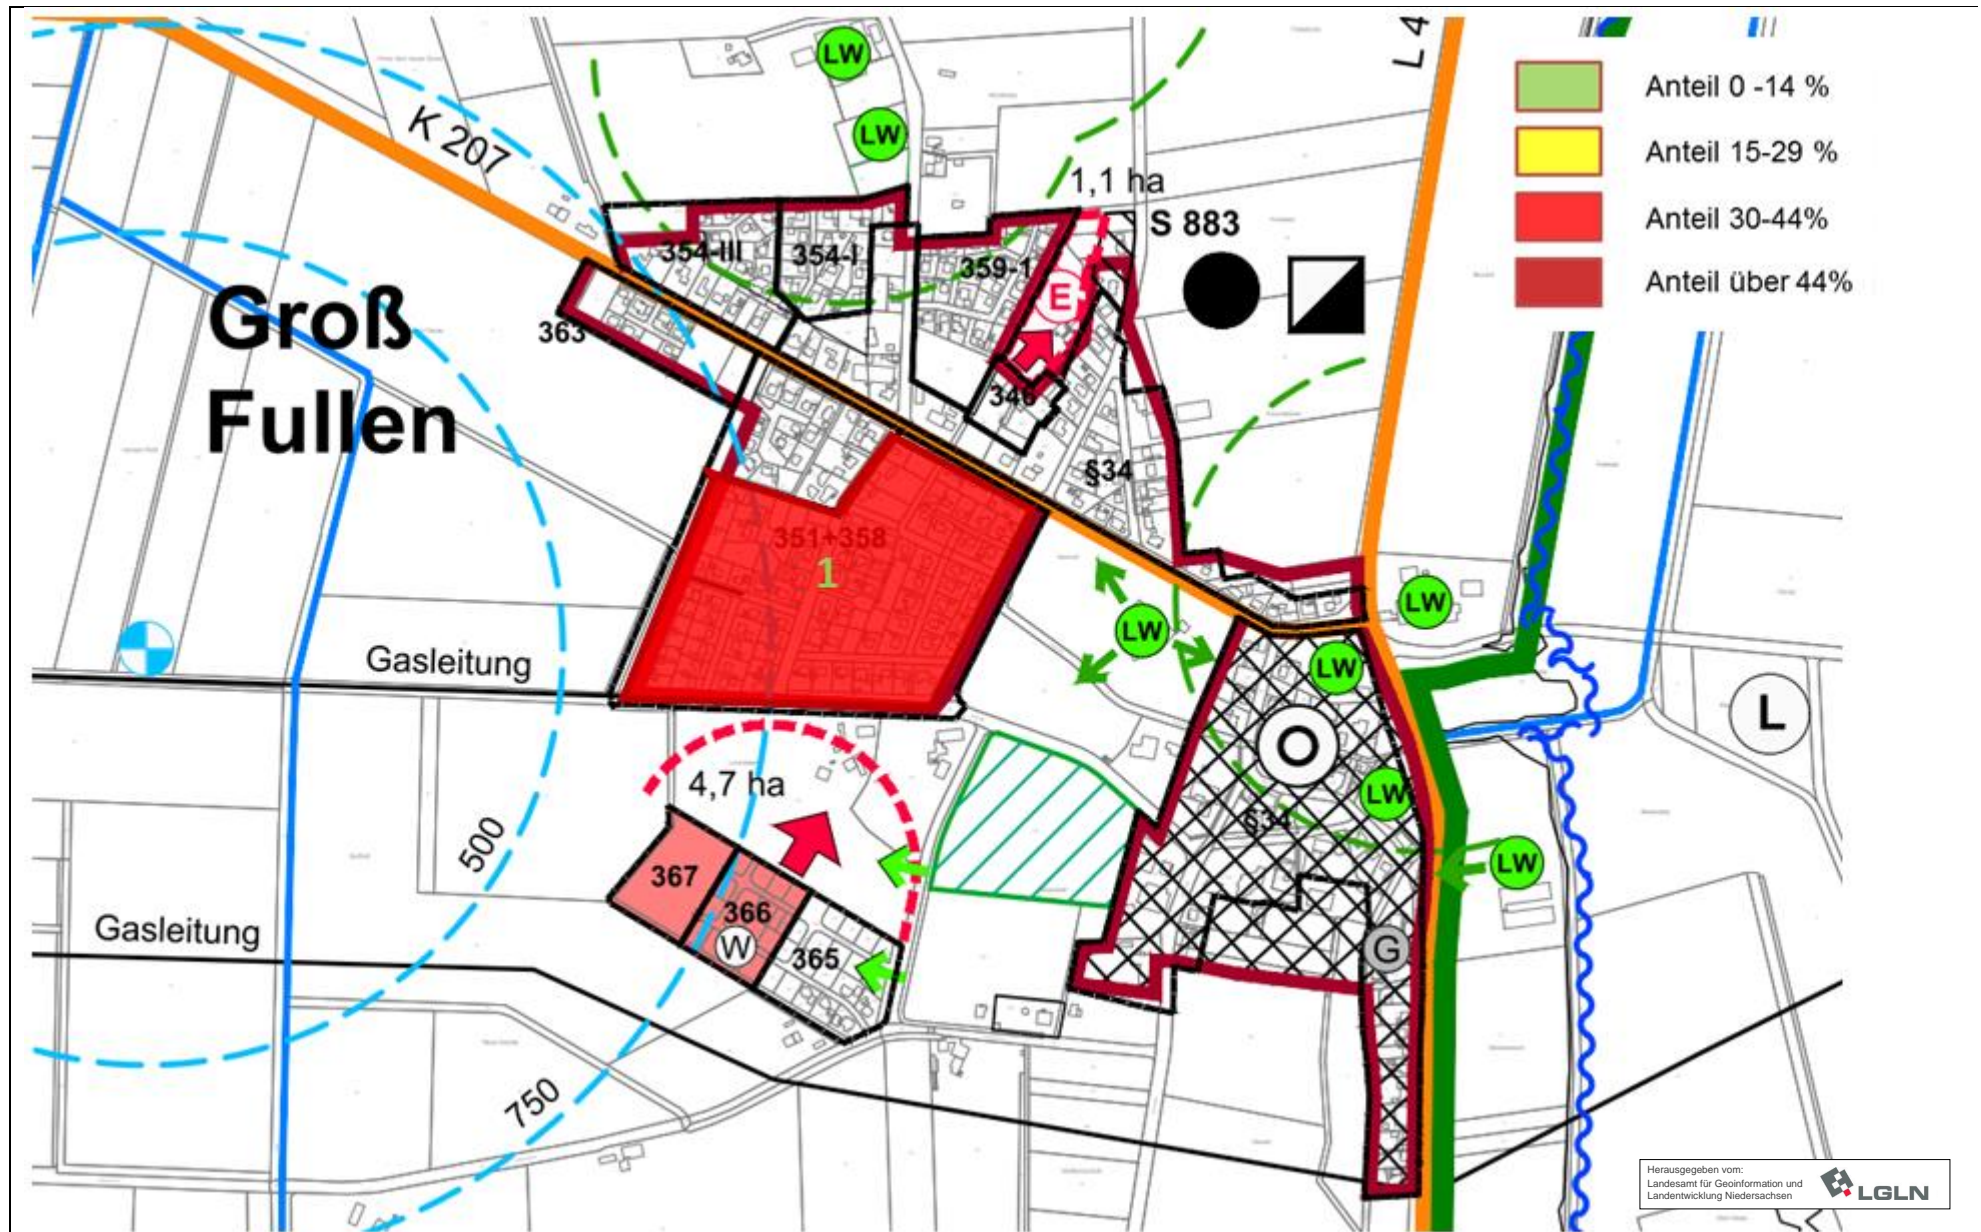 L 4
Anteil 0 -14 %
Anteil 15-29 %
Anteil 30-44%
Anteil über 44%
LW
LW
K 207
1,1 ha
S 883
354-III
354-I
359-1
E
Groß
Fullen
363
346
§34
351+358
1
LW
LW
LW
Gasleitung
L
O
4,7 ha
LW
§34
500
LW
367
366
W
365
G
Gasleitung
750
Herausgegeben vom:
Landesamt für Geoinformation und
Landentwicklung Niedersachsen
LGLN